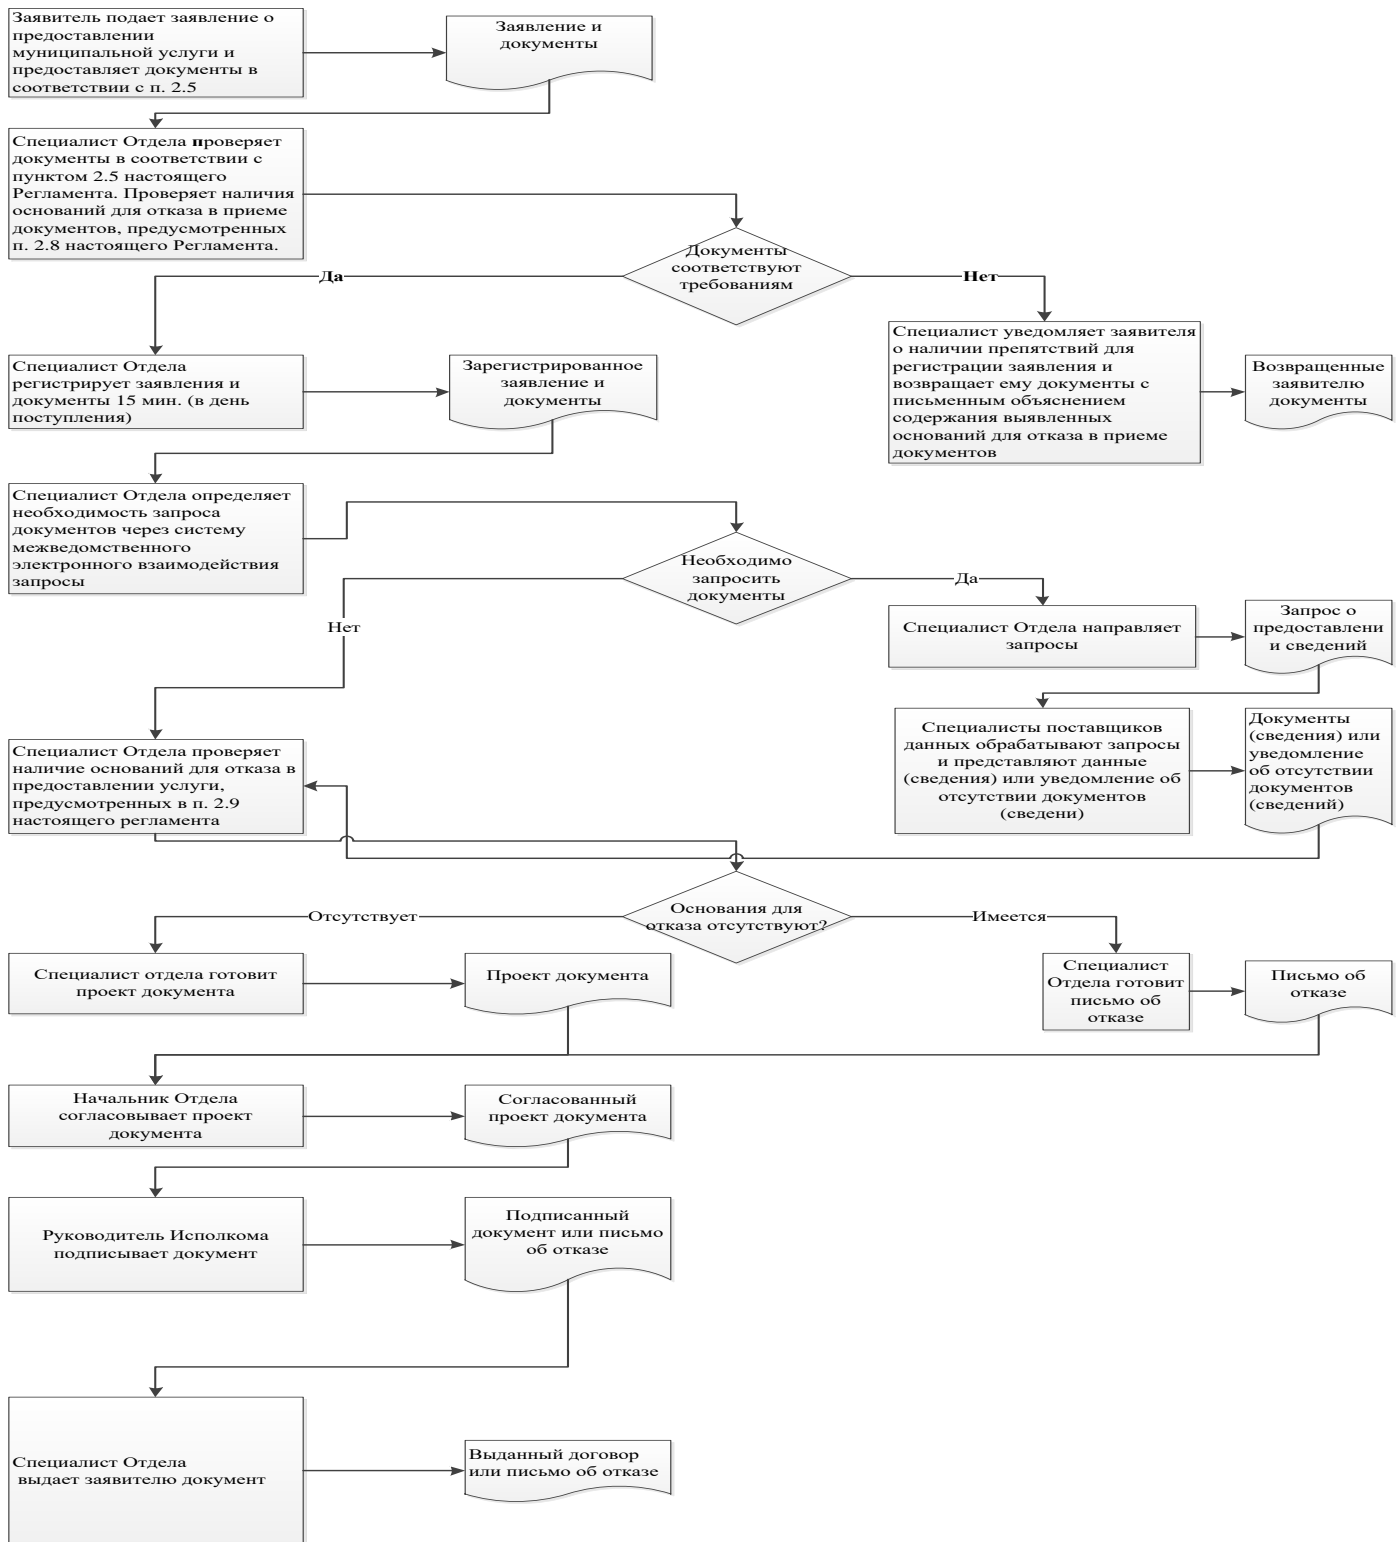 Заявитель подает заявление о
предоставлении
муниципальной услуги и
предоставляет документы в
соответствии с п. 2.5
Заявление и
документы
Специалист Отдела проверяет
документы в соответствии с
пунктом 2.5 настоящего
Регламента. Проверяет наличия
оснований для отказа в приеме
документов, предусмотренных
п. 2.8 настоящего Регламента.
Документы
соответствуют
требованиям
Да
Нет
Специалист Отдела
регистрирует заявления и
документы 15 мин. (в день
поступления)
Зарегистрированное
заявление и
документы
Специалист уведомляет заявителя
о наличии препятствий для
регистрации заявления и
возвращает ему документы с
письменным объяснением
содержания выявленных
оснований для отказа в приеме
документов
Возвращенные
заявителю
документы
Специалист Отдела определяет
необходимость запроса
документов через систему
межведомственного
электронного взаимодействия
запросы
Необходимо
запросить
документы
Да
Нет
Специалист Отдела направляет
запросы
Запрос о
предоставлени
и сведений
Специалисты поставщиков
данных обрабатывают запросы
и представляют данные
(сведения) или уведомление об
отсутствии документов
(сведени)
Документы
(сведения) или
уведомление
об отсутствии
документов
(сведений)
Специалист Отдела проверяет
наличие оснований для отказа в
предоставлении услуги,
предусмотренных в п. 2.9
настоящего регламента
Основания для
отказа отсутствуют?
Отсутствует
Имеется
Специалист отдела готовит
проект документа
Проект документа
Специалист
Отдела готовит
письмо об
отказе
Письмо об
отказе
Начальник Отдела
согласовывает проект
документа
Согласованный
проект документа
Руководитель Исполкома
подписывает документ
Подписанный
документ или письмо
об отказе
Специалист Отдела
выдает заявителю документ
Выданный договор
или письмо об отказе